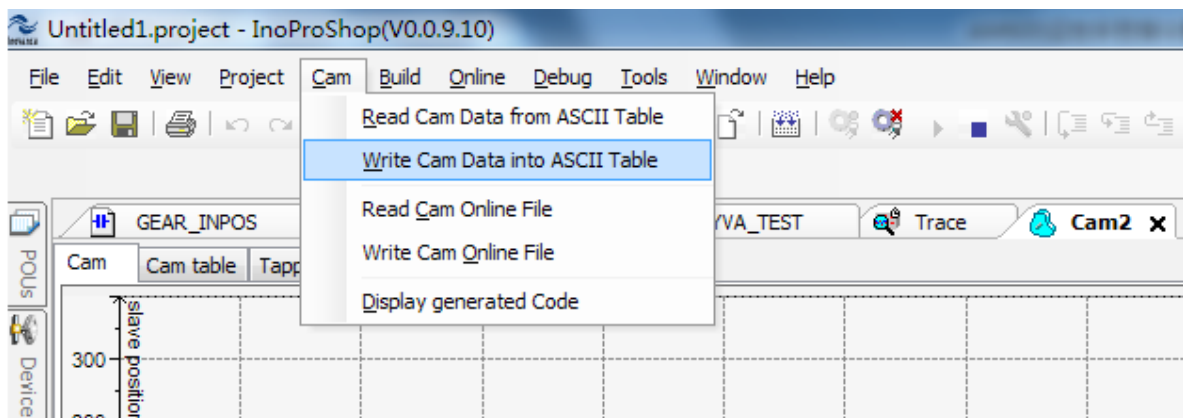 Untitled1.project - InoProShop(V0.0.9.10)
File Edit View Project Cam Build Online Debug Tools Window Help
Read Cam Data from ASCII Table
Write Cam Data into ASCII Table
Read Cam Online File
Write Cam Online File
Display generated Code
GEAR_INPOS YVA_TEST Trace Cam2
Cam Cam table Tapp
POUs
Device
slave position
300